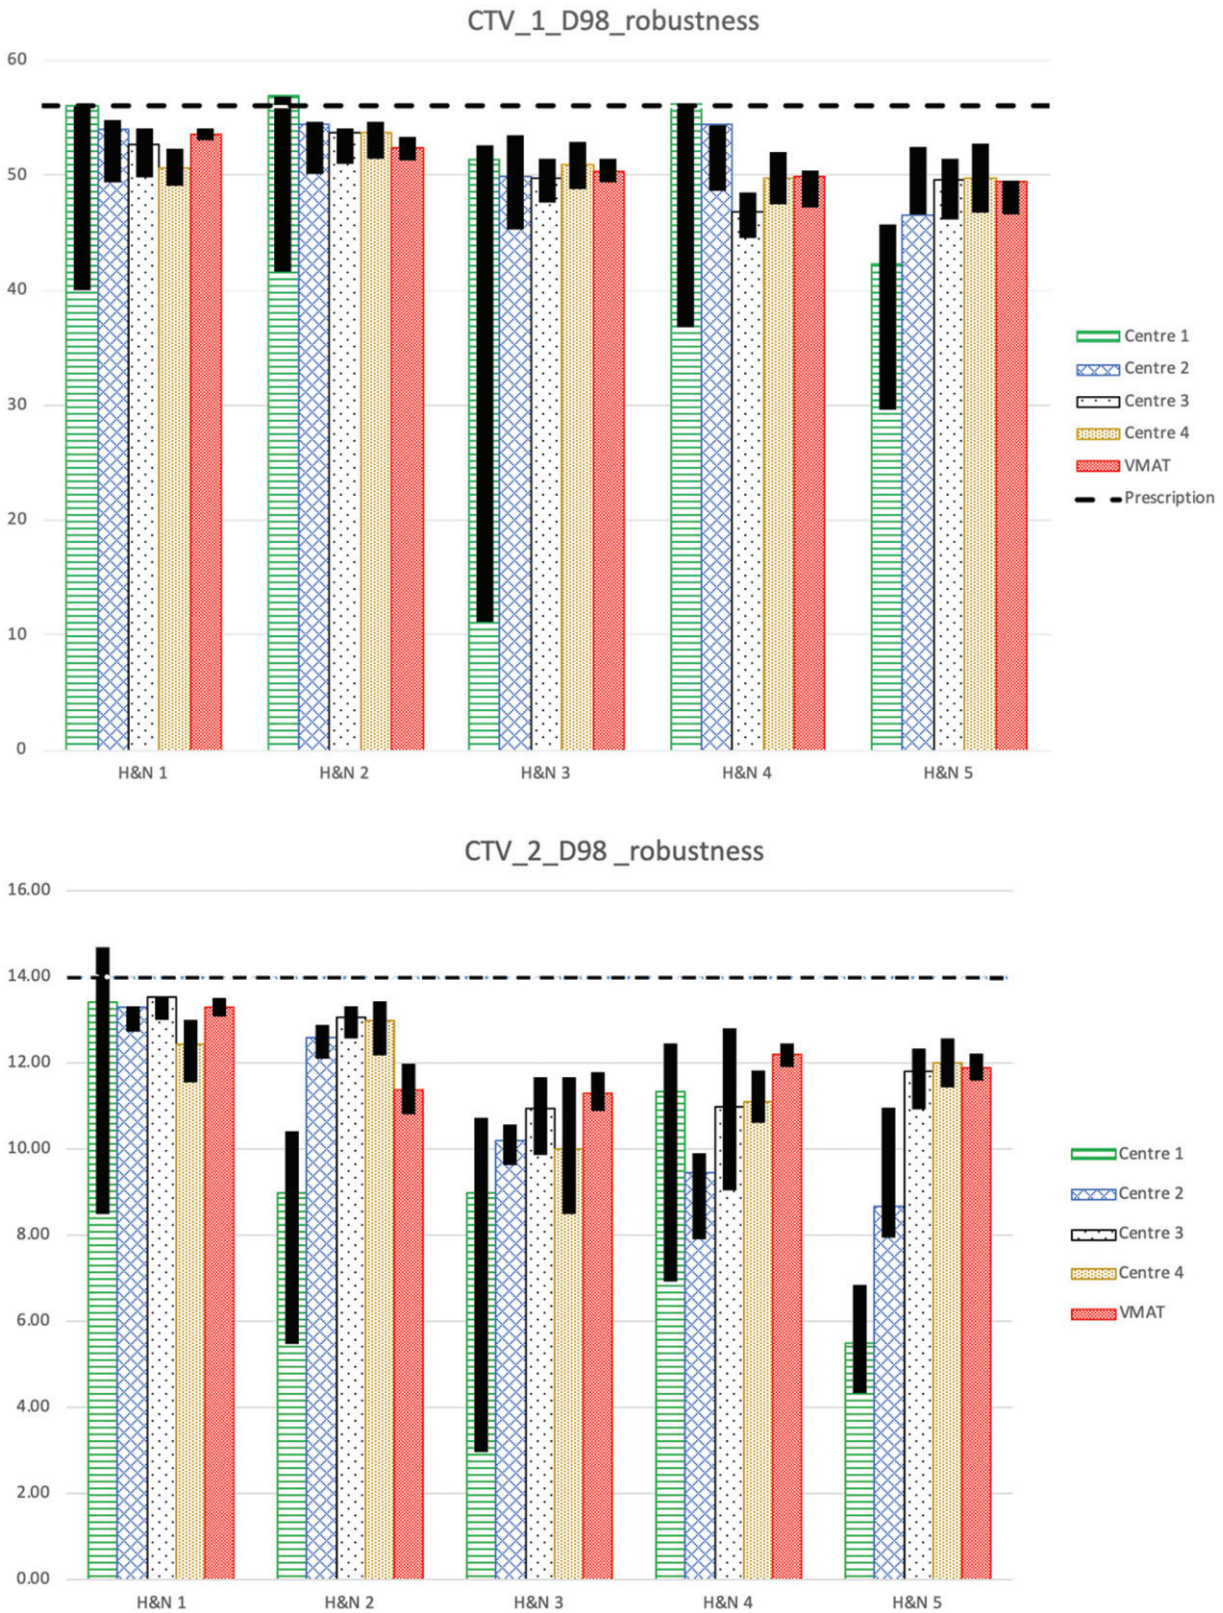 CTV_1_D98_robustness
60
50
40
30
20
10
0
H&N 1
H&N 2
H&N 3
H&N 4
H&N 5
Centre 1
Centre 2
Centre 3
Centre 4
VMAT
Prescription
CTV_2_D98 _robustness
16.00
14.00
12.00
10.00
8.00
6.00
4.00
2.00
0.00
H&N 1
H&N 2
H&N 3
H&N 4
H&N 5
Centre 1
Centre 2
Centre 3
Centre 4
VMAT